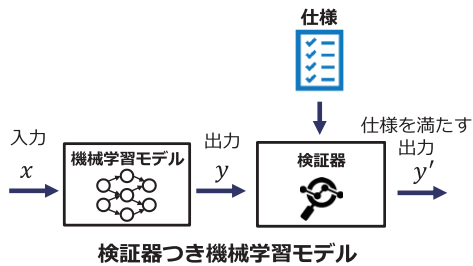 仕様
入力
x
機械学習モデル
出力
y
検証器
仕様を満たす
出力
y′
検証器つき機械学習モデル